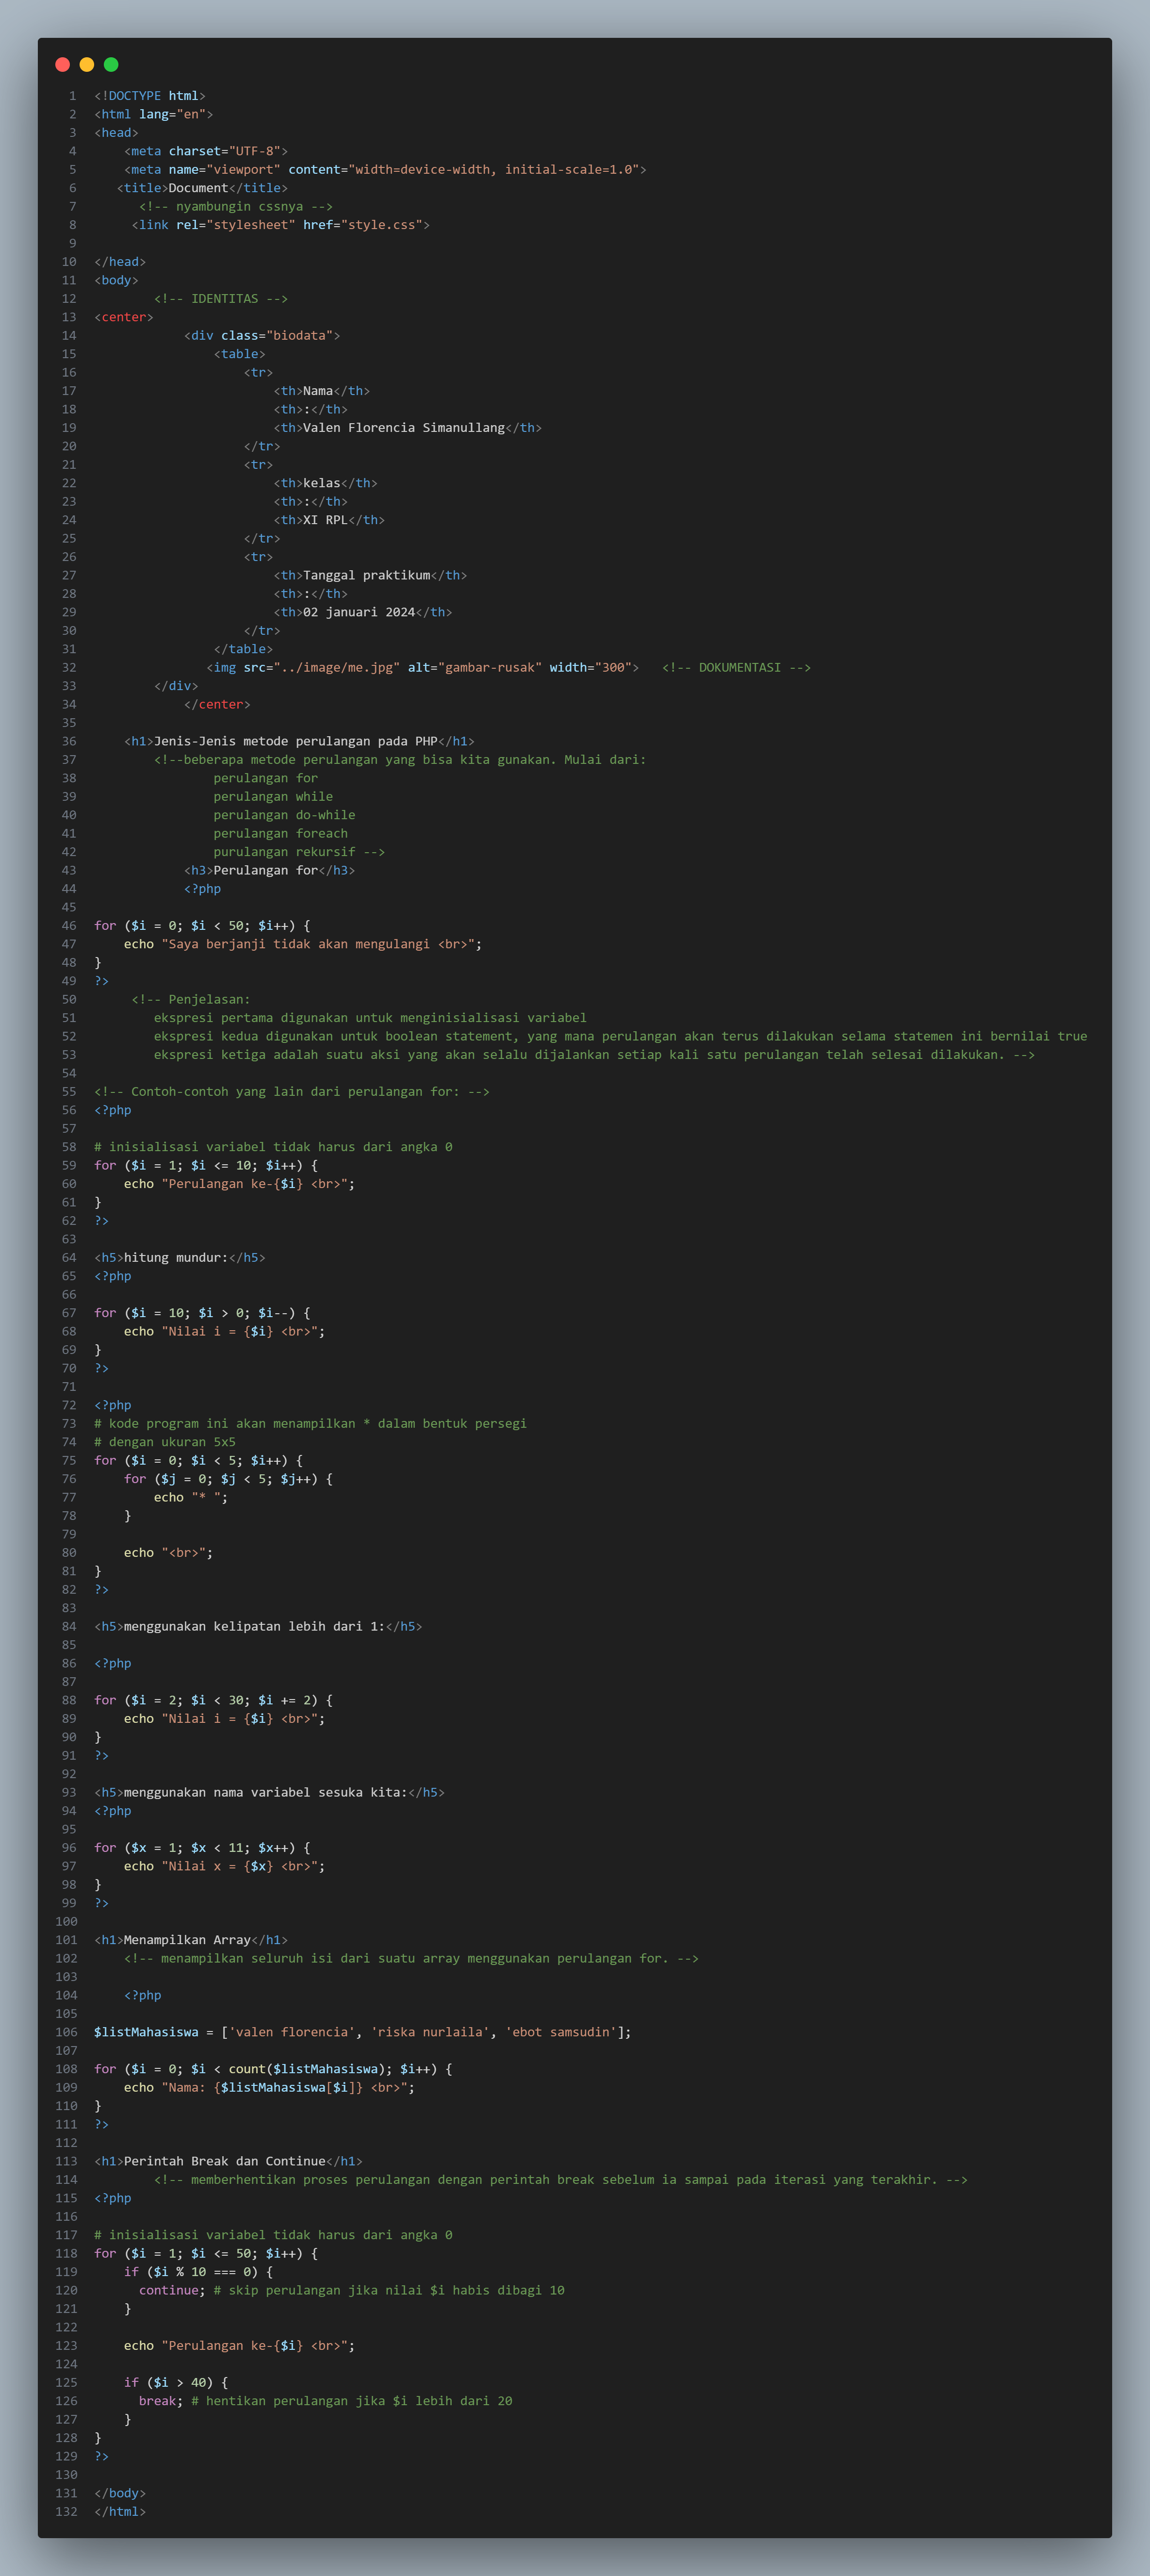 1 <!DOCTYPE html>
2 <html lang="en">
3 <head>
4     <meta charset="UTF-8">
5     <meta name="viewport" content="width=device-width, initial-scale=1.0">
6    <title>Document</title>
7       <!-- nyambungin cssnya -->
8      <link rel="stylesheet" href="style.css">
9
10 </head>
11 <body>
12         <!-- IDENTITAS -->
13 <center>
14             <div class="biodata">
15                 <table>
16                     <tr>
17                         <th>Nama</th>
18                         <th>:</th>
19                         <th>Valen Florencia Simanullang</th>
20                     </tr>
21                     <tr>
22                         <th>kelas</th>
23                         <th>:</th>
24                         <th>XI RPL</th>
25                     </tr>
26                     <tr>
27                         <th>Tanggal praktikum</th>
28                         <th>:</th>
29                         <th>02 januari 2024</th>
30                     </tr>
31                 </table>
32                <img src="../image/me.jpg" alt="gambar-rusak" width="300">   <!-- DOKUMENTASI -->
33         </div>
34             </center>
35
36     <h1>Jenis-Jenis metode perulangan pada PHP</h1>
37         <!--beberapa metode perulangan yang bisa kita gunakan. Mulai dari:
38                 perulangan for
39                 perulangan while
40                 perulangan do-while
41                 perulangan foreach
42                 purulangan rekursif -->
43             <h3>Perulangan for</h3>
44             <?php
45
46 for ($i = 0; $i < 50; $i++) {
47     echo "Saya berjanji tidak akan mengulangi <br>";
48 }
49 ?>
50      <!-- Penjelasan:
51         ekspresi pertama digunakan untuk menginisialisasi variabel
52         ekspresi kedua digunakan untuk boolean statement, yang mana perulangan akan terus dilakukan selama statemen ini bernilai true
53         ekspresi ketiga adalah suatu aksi yang akan selalu dijalankan setiap kali satu perulangan telah selesai dilakukan. -->
54
55 <!-- Contoh-contoh yang lain dari perulangan for: -->
56 <?php
57
58 # inisialisasi variabel tidak harus dari angka 0
59 for ($i = 1; $i <= 10; $i++) {
60     echo "Perulangan ke-{$i} <br>";
61 }
62 ?>
63
64 <h5>hitung mundur:</h5>
65 <?php
66
67 for ($i = 10; $i > 0; $i--) {
68     echo "Nilai i = {$i} <br>";
69 }
70 ?>
71
72 <?php
73 # kode program ini akan menampilkan * dalam bentuk persegi
74 # dengan ukuran 5x5
75 for ($i = 0; $i < 5; $i++) {
76     for ($j = 0; $j < 5; $j++) {
77         echo "* ";
78     }
79
80     echo "<br>";
81 }
82 ?>
83
84 <h5>menggunakan kelipatan lebih dari 1:</h5>
85
86 <?php
87
88 for ($i = 2; $i < 30; $i += 2) {
89     echo "Nilai i = {$i} <br>";
90 }
91 ?>
92
93 <h5>menggunakan nama variabel sesuka kita:</h5>
94 <?php
95
96 for ($x = 1; $x < 11; $x++) {
97     echo "Nilai x = {$x} <br>";
98 }
99 ?>
100
101 <h1>Menampilkan Array</h1>
102     <!-- menampilkan seluruh isi dari suatu array menggunakan perulangan for. -->
103
104     <?php
105
106 $listMahasiswa = ['valen florencia', 'riska nurlaila', 'ebot samsudin'];
107
108 for ($i = 0; $i < count($listMahasiswa); $i++) {
109     echo "Nama: {$listMahasiswa[$i]} <br>";
110 }
111 ?>
112
113 <h1>Perintah Break dan Continue</h1>
114         <!-- memberhentikan proses perulangan dengan perintah break sebelum ia sampai pada iterasi yang terakhir. -->
115 <?php
116
117 # inisialisasi variabel tidak harus dari angka 0
118 for ($i = 1; $i <= 50; $i++) {
119     if ($i % 10 === 0) {
120       continue; # skip perulangan jika nilai $i habis dibagi 10
121     }
122
123     echo "Perulangan ke-{$i} <br>";
124
125     if ($i > 40) {
126       break; # hentikan perulangan jika $i lebih dari 20
127     }
128 }
129 ?>
130
131 </body>
132 </html>